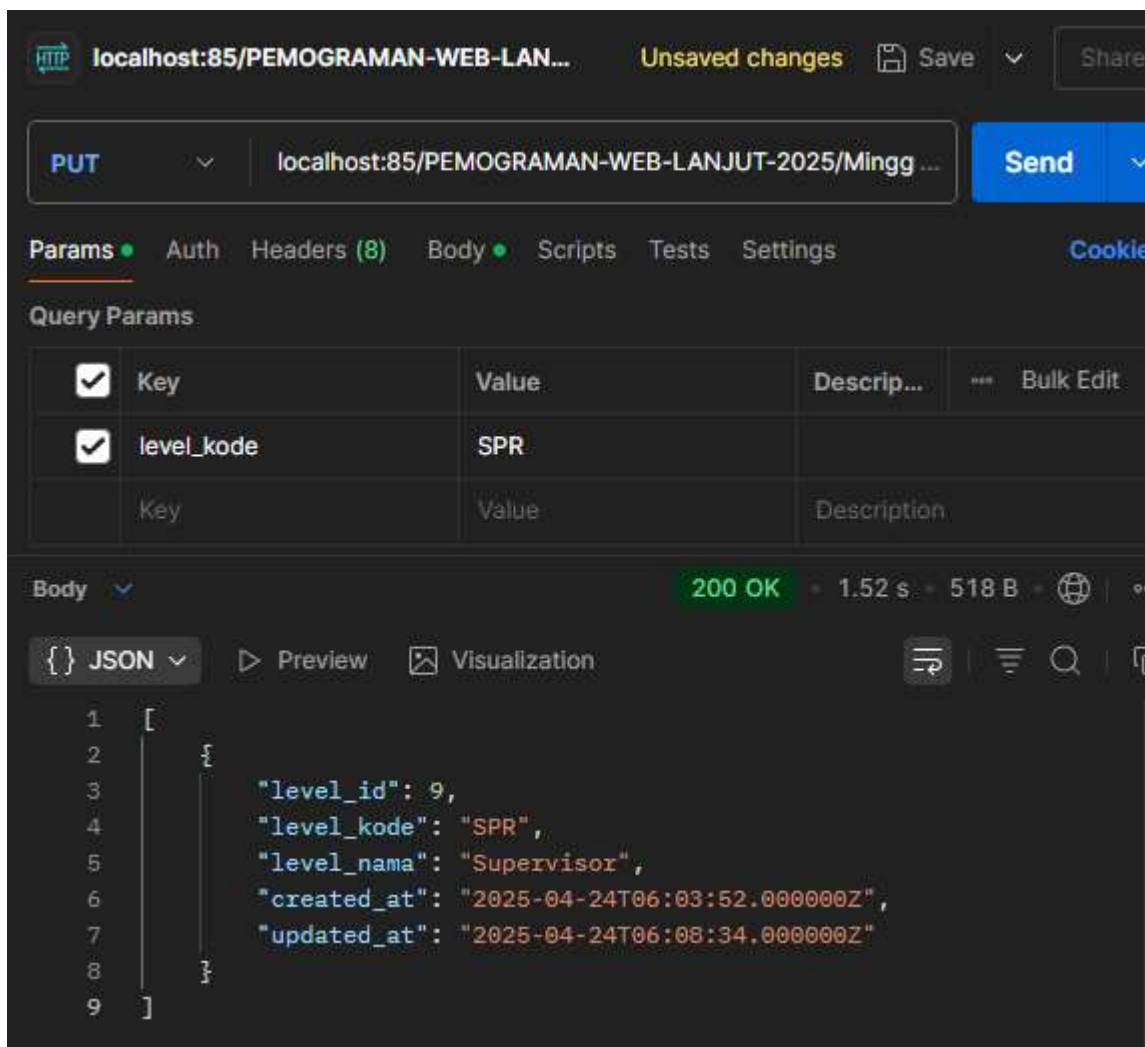 HTTP localhost:85/PEMOGRAMAN-WEB-LAN... Unsaved changes Save Share
PUT localhost:85/PEMOGRAMAN-WEB-LANJUT-2025/Mingg ... Send
Params Auth Headers (8) Body Scripts Tests Settings Cookie
Query Params
Key Value Descrip... Bulk Edit
level_kode SPR
Key Value Description
Body 200 OK 1.52 s 518 B
{} JSON Preview Visualization
1 [
2 {
3 "level_id": 9,
4 "level_kode": "SPR",
5 "level_nama": "Supervisor",
6 "created_at": "2025-04-24T06:03:52.000000Z",
7 "updated_at": "2025-04-24T06:08:34.000000Z"
8 }
9 ]